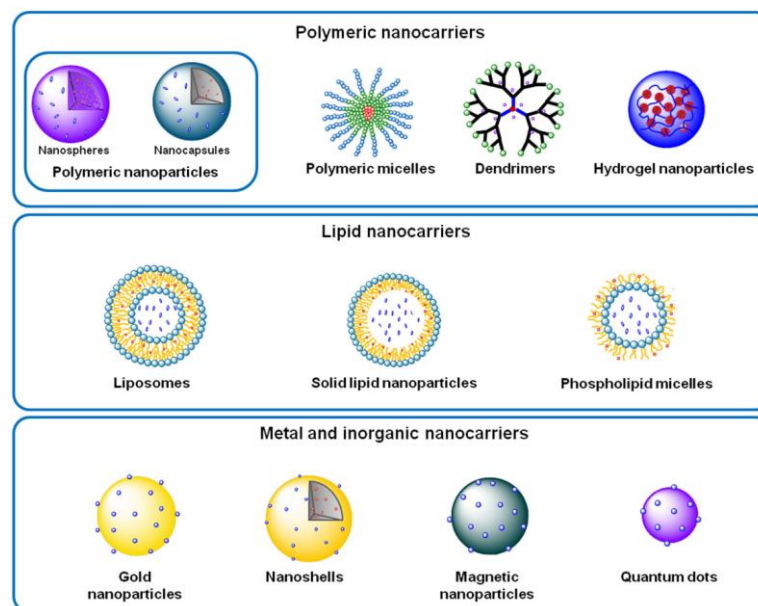 Polymeric nanocarriers
Nanospheres
Nanocapsules
Polymeric nanoparticles
Polymeric micelles
Dendrimers
Hydrogel nanoparticles
Lipid nanocarriers
Liposomes
Solid lipid nanoparticles
Phospholipid micelles
Metal and inorganic nanocarriers
Gold
nanoparticles
Nanoshells
Magnetic
nanoparticles
Quantum dots